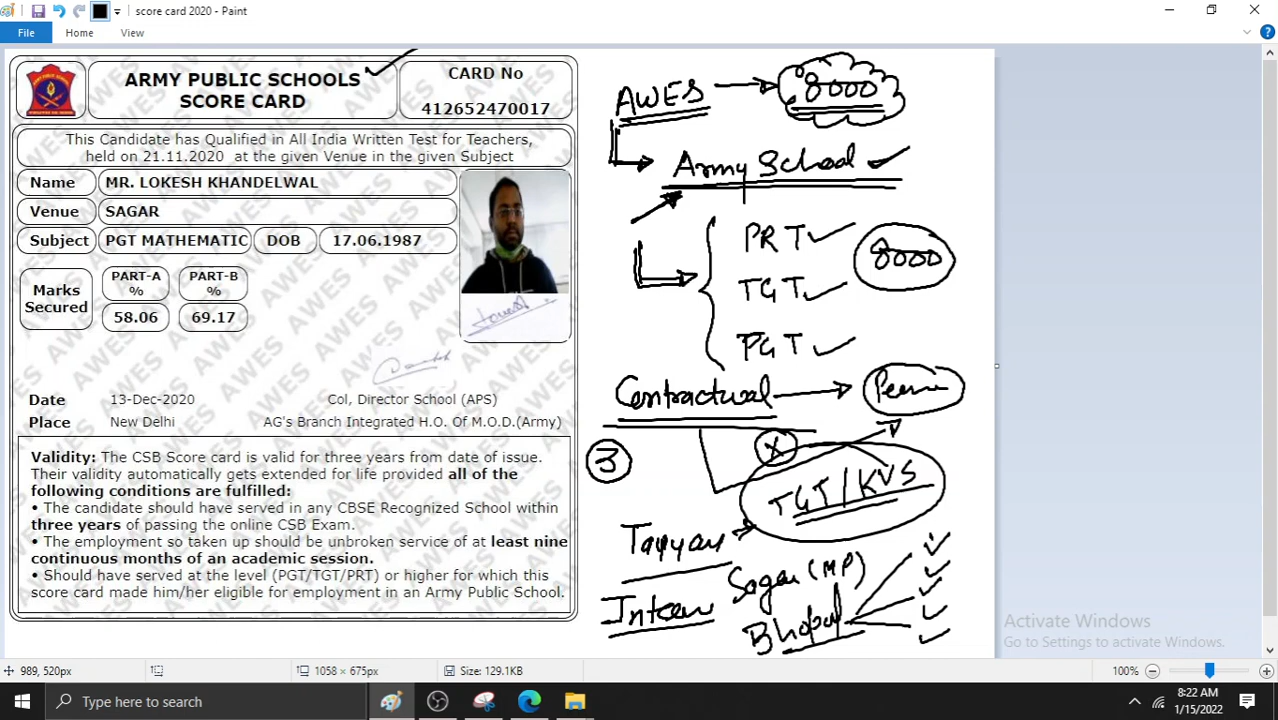 score card 2020 - Paint
File Home View
ARMY PUBLIC SCHOOLS
SCORE CARD
CARD No
412652470017
This Candidate has Qualified in All India Written Test for Teachers,
held on 21.11.2020 at the given Venue in the given Subject
Name MR. LOKESH KHANDELWAL
Venue SAGAR
Subject PGT MATHEMATIC DOB 17.06.1987
Marks Secured
PART-A %
PART-B %
58.06 69.17
Date 13-Dec-2020 Col, Director School (APS)
Place New Delhi AG's Branch Integrated H.O. Of M.O.D.(Army)
Validity: The CSB Score card is valid for three years from date of issue.
Their validity automatically gets extended for life provided all of the
following conditions are fulfilled:
• The candidate should have served in any CBSE Recognized School within
three years of passing the online CSB Exam.
• The employment so taken up should be unbroken service of at least nine
continuous months of an academic session.
• Should have served at the level (PGT/TGT/PRT) or higher for which this
score card made him/her eligible for employment in an Army Public School.
AWES 8000
Army School
PRT
8000
TGT
PGT
Contractual
3
X
TGT/KVS
Sagar (MP)
Bhopal
Activate Windows
Go to Settings to activate Windows.
989, 520px 1058 × 675px Size: 129.1KB 100%
Type here to search
8:22 AM
1/15/2022